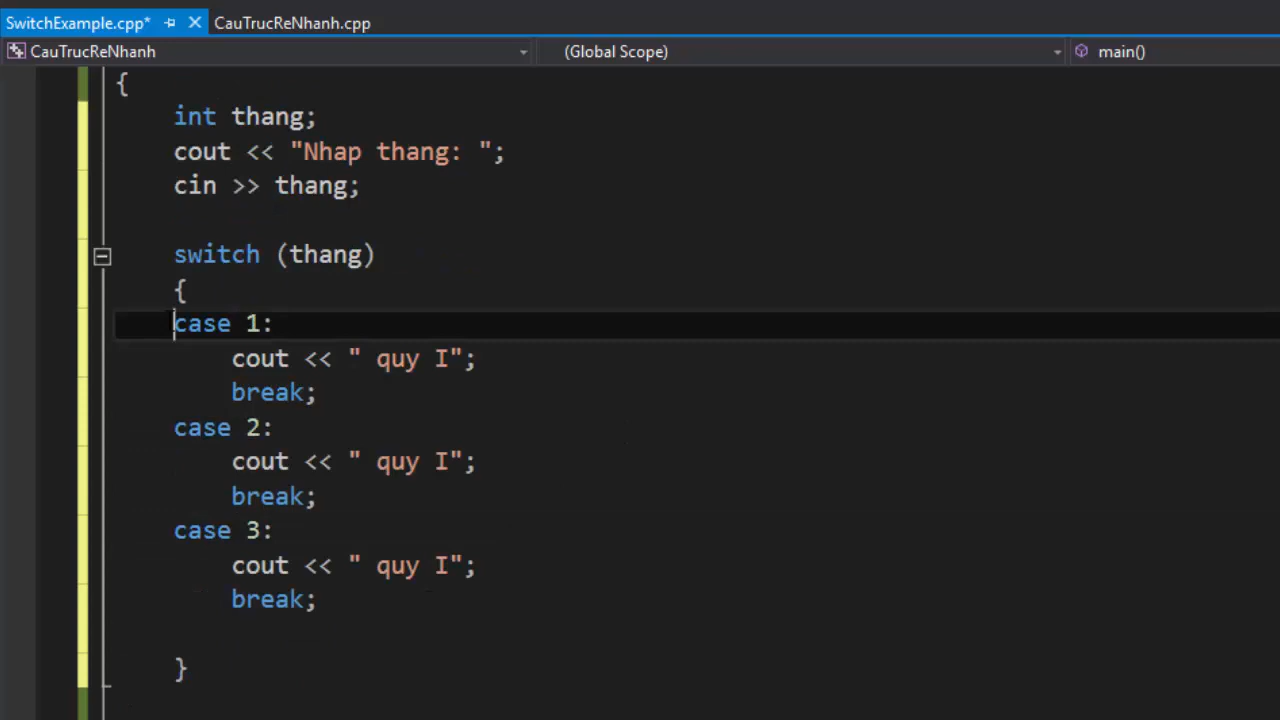 SwitchExample.cpp* CauTrucReNhanh.cpp
CauTrucReNhanh (Global Scope) main()
{
int thang;
cout << "Nhap thang: ";
cin >> thang;
switch (thang)
{
case 1:
cout << " quy I";
break;
case 2:
cout << " quy I";
break;
case 3:
cout << " quy I";
break;
}